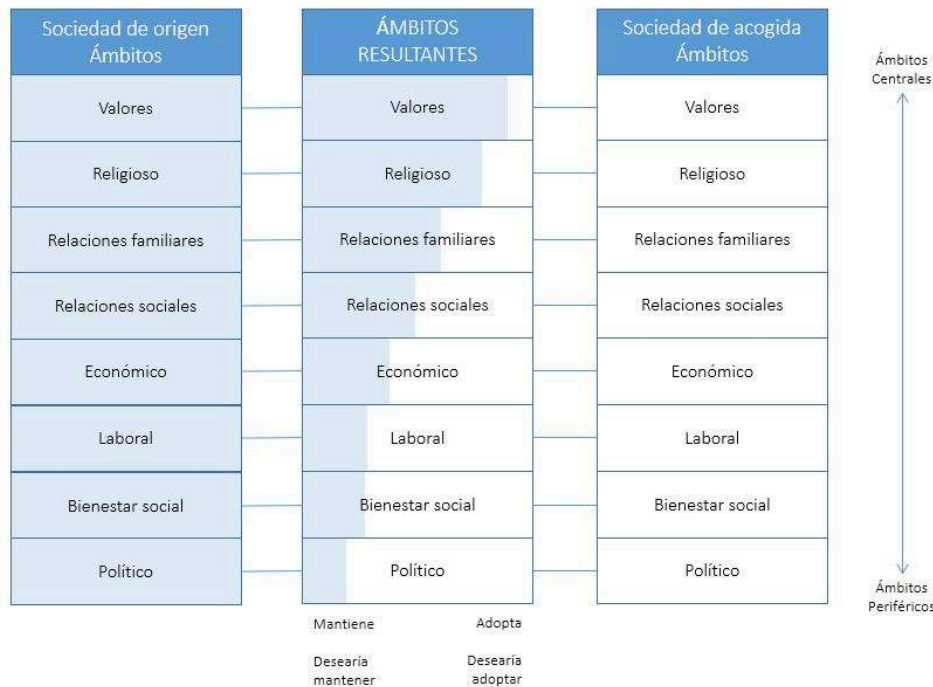 Sociedad de origen
Ámbitos
ÁMBITOS
RESULTANTES
Sociedad de acogida
Ámbitos
Ámbitos
Centrales
Valores
Valores
Valores
Religioso
Religioso
Religioso
Relaciones familiares
Relaciones familiares
Relaciones familiares
Relaciones sociales
Relaciones sociales
Relaciones sociales
Económico
Económico
Económico
Laboral
Laboral
Laboral
Bienestar social
Bienestar social
Bienestar social
Político
Político
Político
Ámbitos
Periféricos
Mantiene
Adopta
Desearía
mantener
Desearía
adoptar